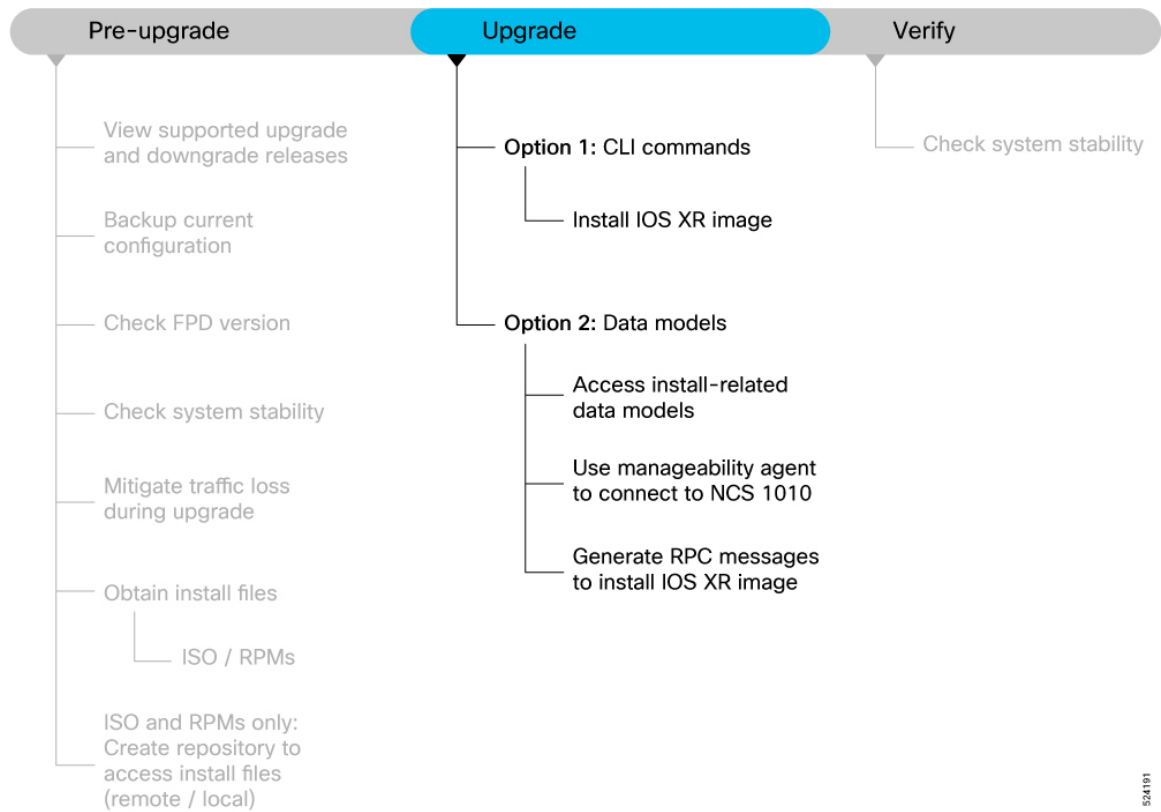 Pre-upgrade
Upgrade
Verify
View supported upgrade
and downgrade releases
Backup current
configuration
Check FPD version
Check system stability
Mitigate traffic loss
during upgrade
Obtain install files
ISO / RPMs
ISO and RPMs only:
Create repository to
access install files
(remote / local)
Option 1: CLI commands
Install IOS XR image
Option 2: Data models
Access install-related
data models
Use manageability agent
to connect to NCS 1010
Generate RPC messages
to install IOS XR image
Check system stability
524191